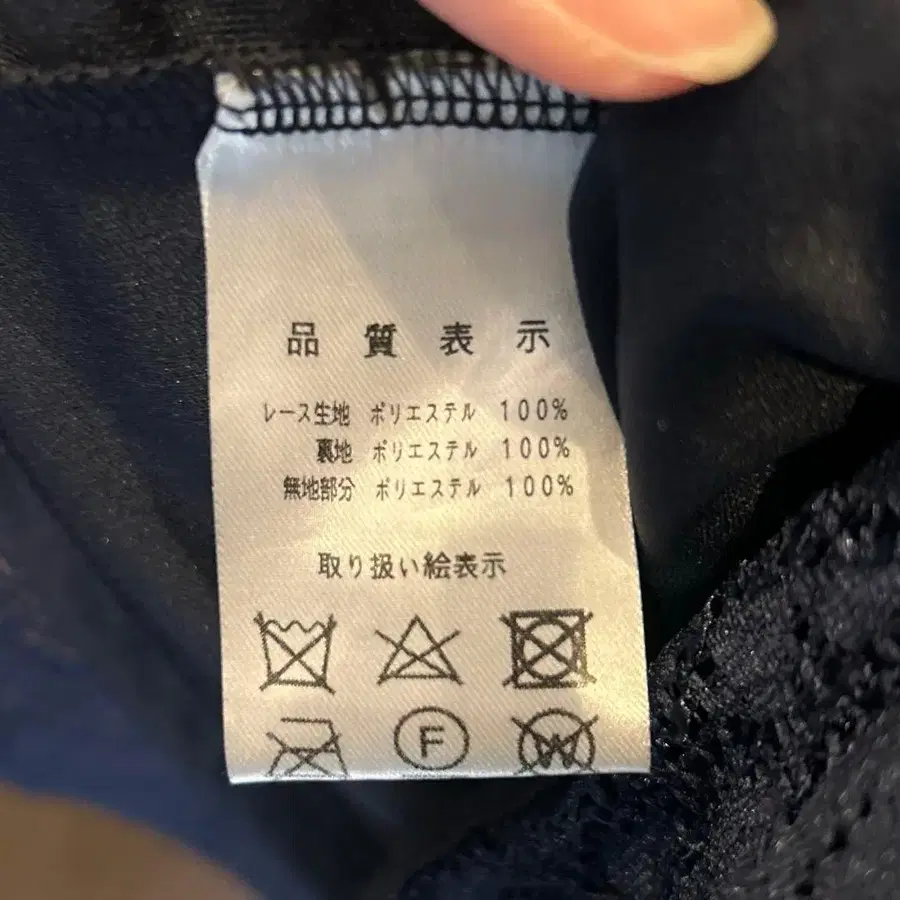 品質表示
レース生地 ポリエステル 100%
裏地 ポリエステル 100%
無地部分 ポリエステル 100%
取り扱い絵表示
F W